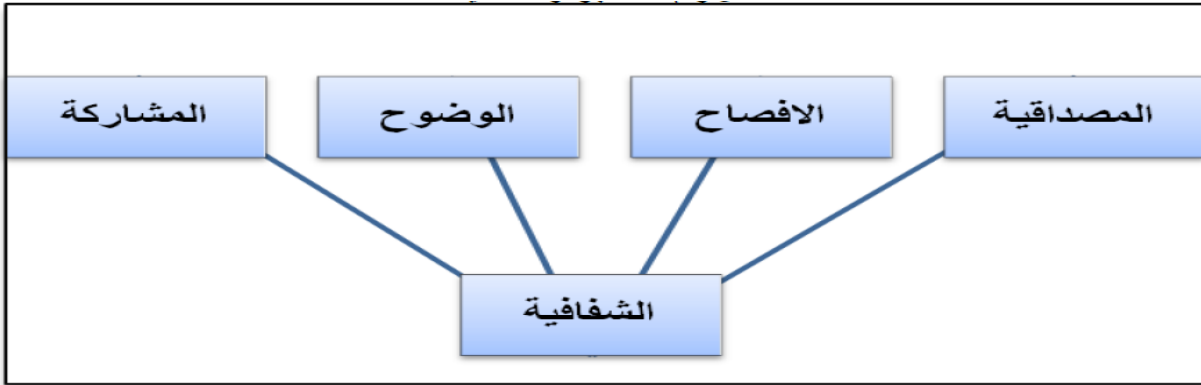 المصداقية
الافصاح
الوضوح
المشاركة
الشفافية